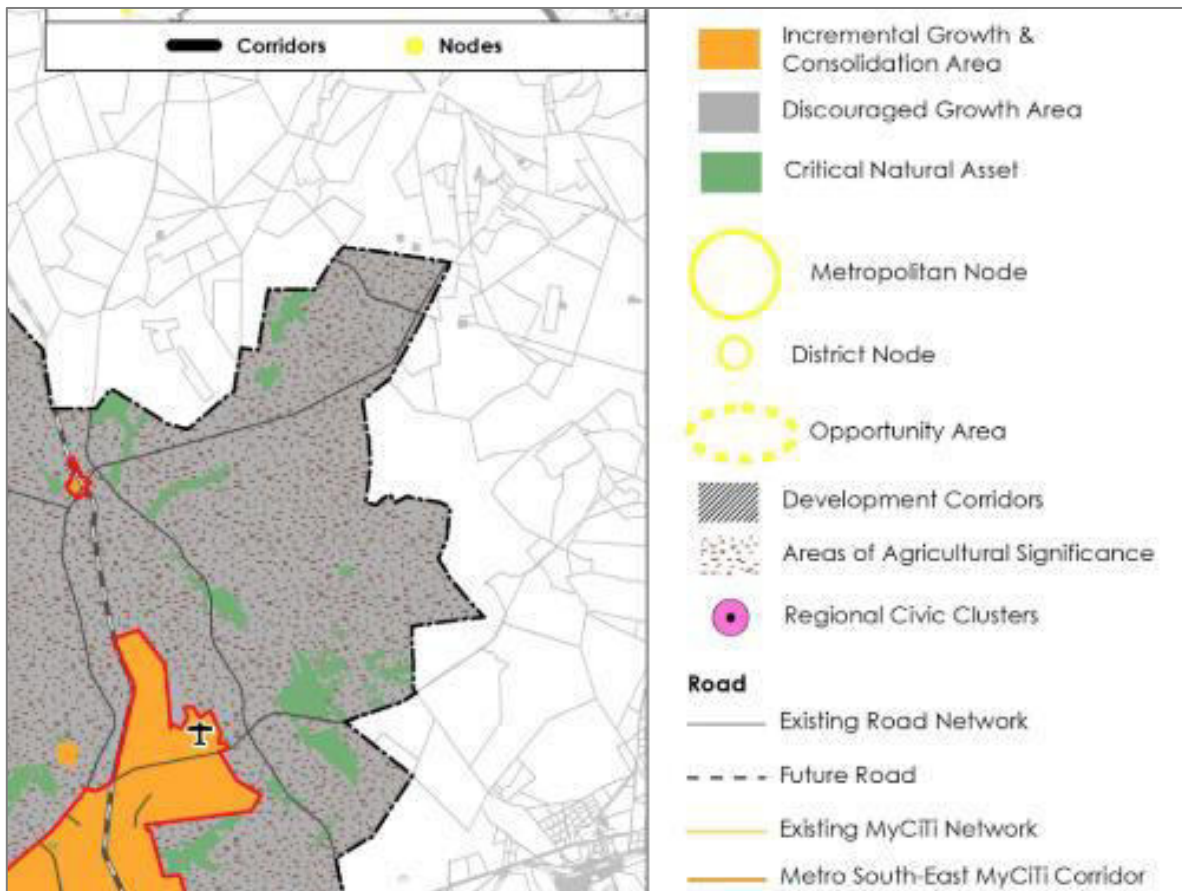 Corridors
Nodes
Incremental Growth &
Consolidation Area
Discouraged Growth Area
Critical Natural Asset
Metropolitan Node
District Node
Opportunity Area
Development Corridors
Areas of Agricultural Significance
Regional Civic Clusters
Road
Existing Road Network
Future Road
Existing MyCiTi Network
Metro South-East MyCiTi Corridor